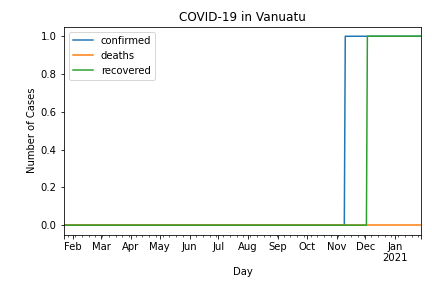 COVID-19 in Vanuatu
confirmed
deaths
recovered
Number of Cases
1.0
0.8
0.6
0.4
0.2
0.0
Feb Mar Apr May Jun Jul Aug Sep Oct Nov Dec Jan
2021
Day